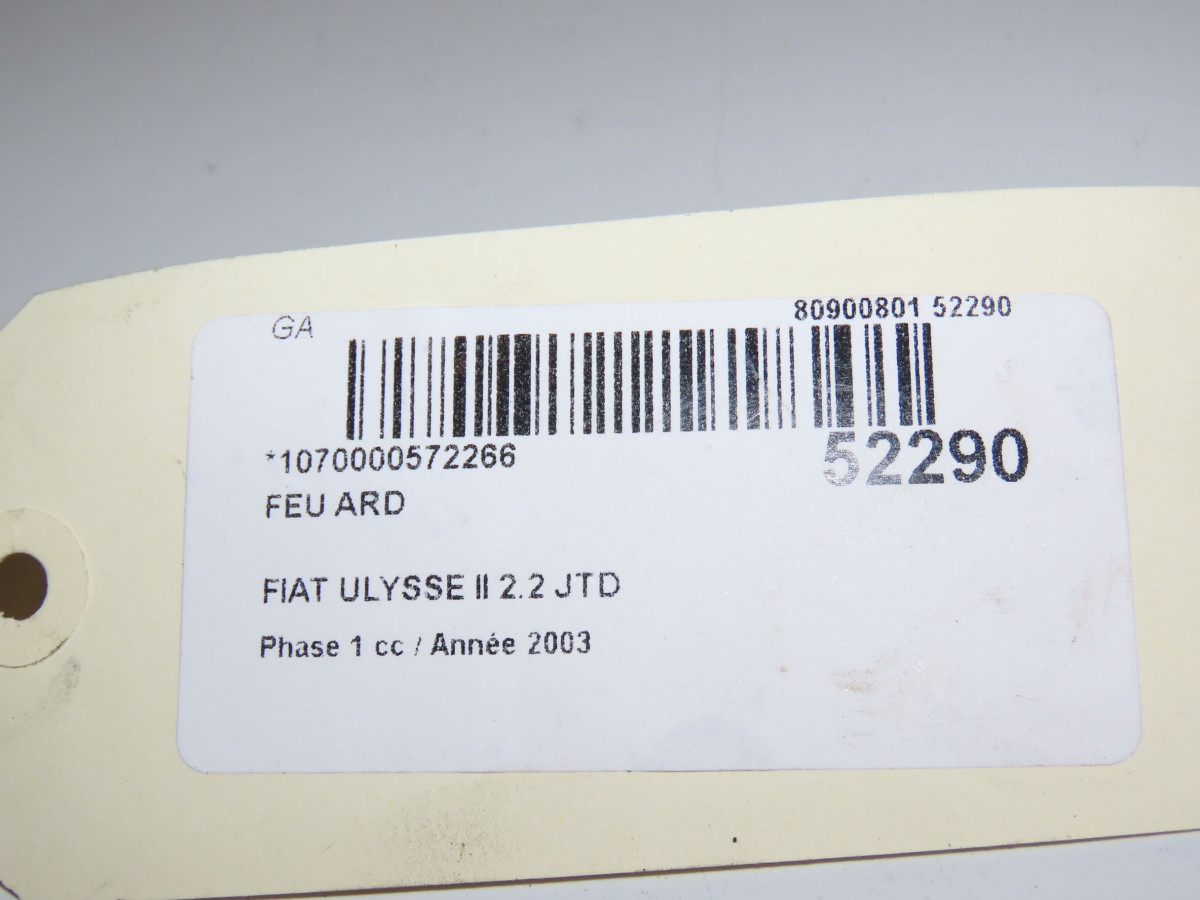 GA 80900801 52290
*1070000572266 52290
FEU ARD
FIAT ULYSSE II 2.2 JTD
Phase 1 cc / Année 2003